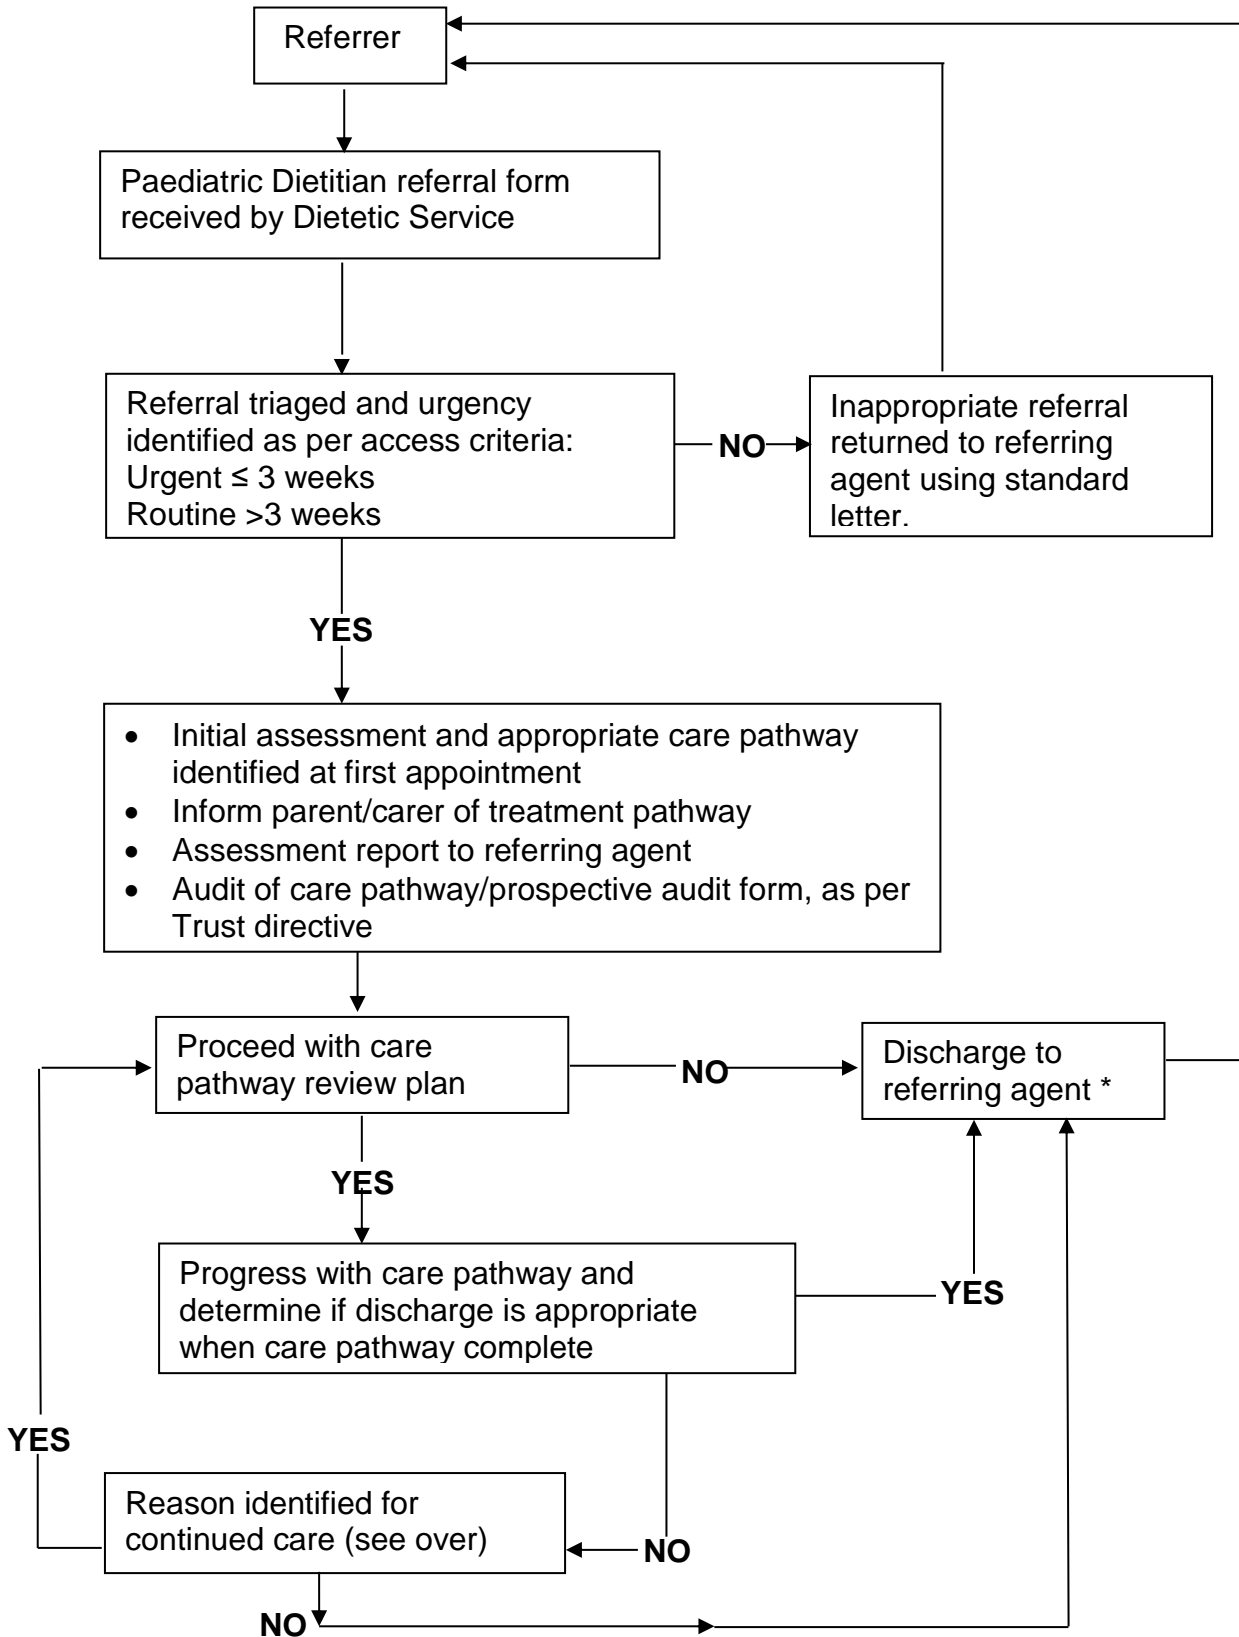 Referrer
Paediatric Dietitian referral form
received by Dietetic Service
Referral triaged and urgency
identified as per access criteria:
Urgent ≤ 3 weeks
Routine >3 weeks
NO
Inappropriate referral
returned to referring
agent using standard
letter.
YES
• Initial assessment and appropriate care pathway
identified at first appointment
• Inform parent/carer of treatment pathway
• Assessment report to referring agent
• Audit of care pathway/prospective audit form, as per
Trust directive
Proceed with care
pathway review plan
NO
Discharge to
referring agent *
YES
Progress with care pathway and
determine if discharge is appropriate
when care pathway complete
YES
YES
Reason identified for
continued care (see over)
NO
NO